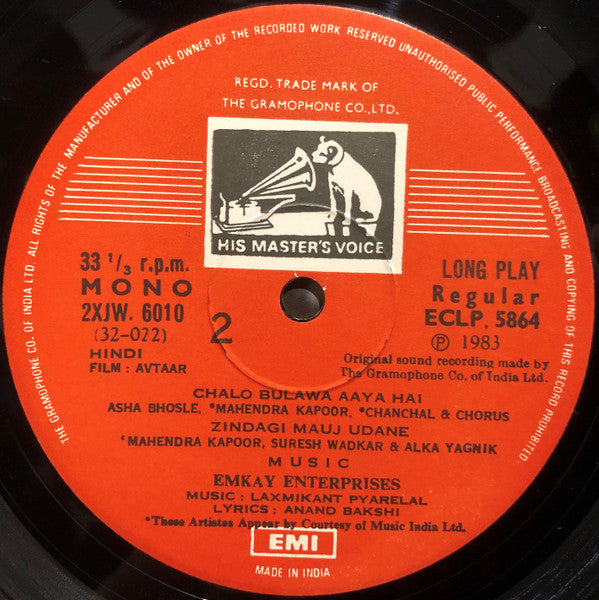 THE GRAMOPHONE CO. OF INDIA LTD. ALL RIGHTS OF THE MANUFACTURER AND OF THE OWNER OF THE RECORDED WORK RESERVED UNAUTHORISED PUBLIC PERFORMANCE BROADCASTING AND COPYING OF THIS RECORD PROHIBITED.
REGD. TRADE MARK OF
THE GRAMOPHONE CO., LTD.
HIS MASTER'S VOICE
33 1/3 r.p.m.
MONO
2XJW. 6010
(32-022)
HINDI
FILM : AVTAAR
2
LONG PLAY
Regular
ECLP. 5864
℗ 1983
Original sound recording made by
The Gramophone Co. of India Ltd.
CHALO BULAWA AAYA HAI
ASHA BHOSLE, *MAHENDRA KAPOOR, *CHANCHAL & CHORUS
ZINDAGI MAUJ UDANE
*MAHENDRA KAPOOR, SURESH WADKAR & ALKA YAGNIK
MUSIC
EMKAY ENTERPRISES
MUSIC : LAXMIKANT PYARELAL
LYRICS : ANAND BAKSHI
*These Artistes Appear by Courtesy of Music India Ltd.
EMI
MADE IN INDIA